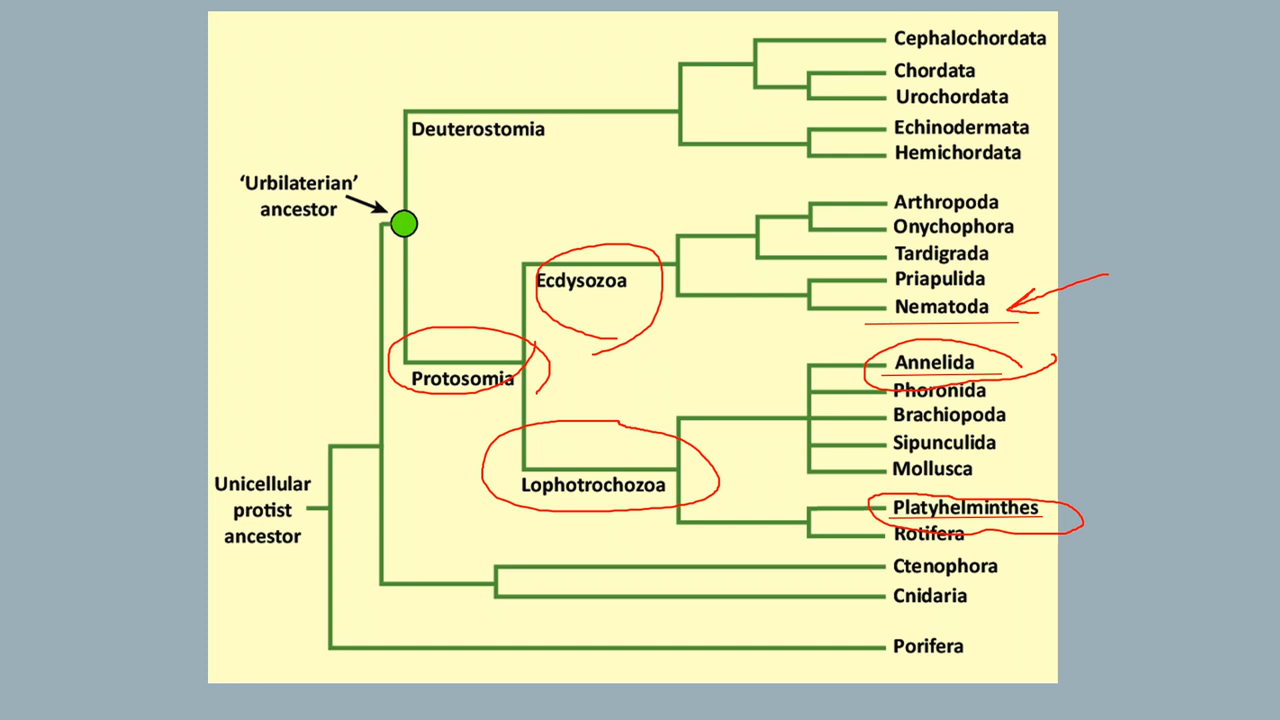 Cephalochordata
Chordata
Urochordata
Deuterostomia
Echinodermata
Hemichordata
‘Urbilaterian’
ancestor
Arthropoda
Onychophora
Tardigrada
Ecdysozoa
Priapulida
Nematoda
Annelida
Protosomia
Phoronida
Brachiopoda
Sipunculida
Mollusca
Lophotrochozoa
Unicellular
protist
ancestor
Platyhelminthes
Rotifera
Ctenophora
Cnidaria
Porifera